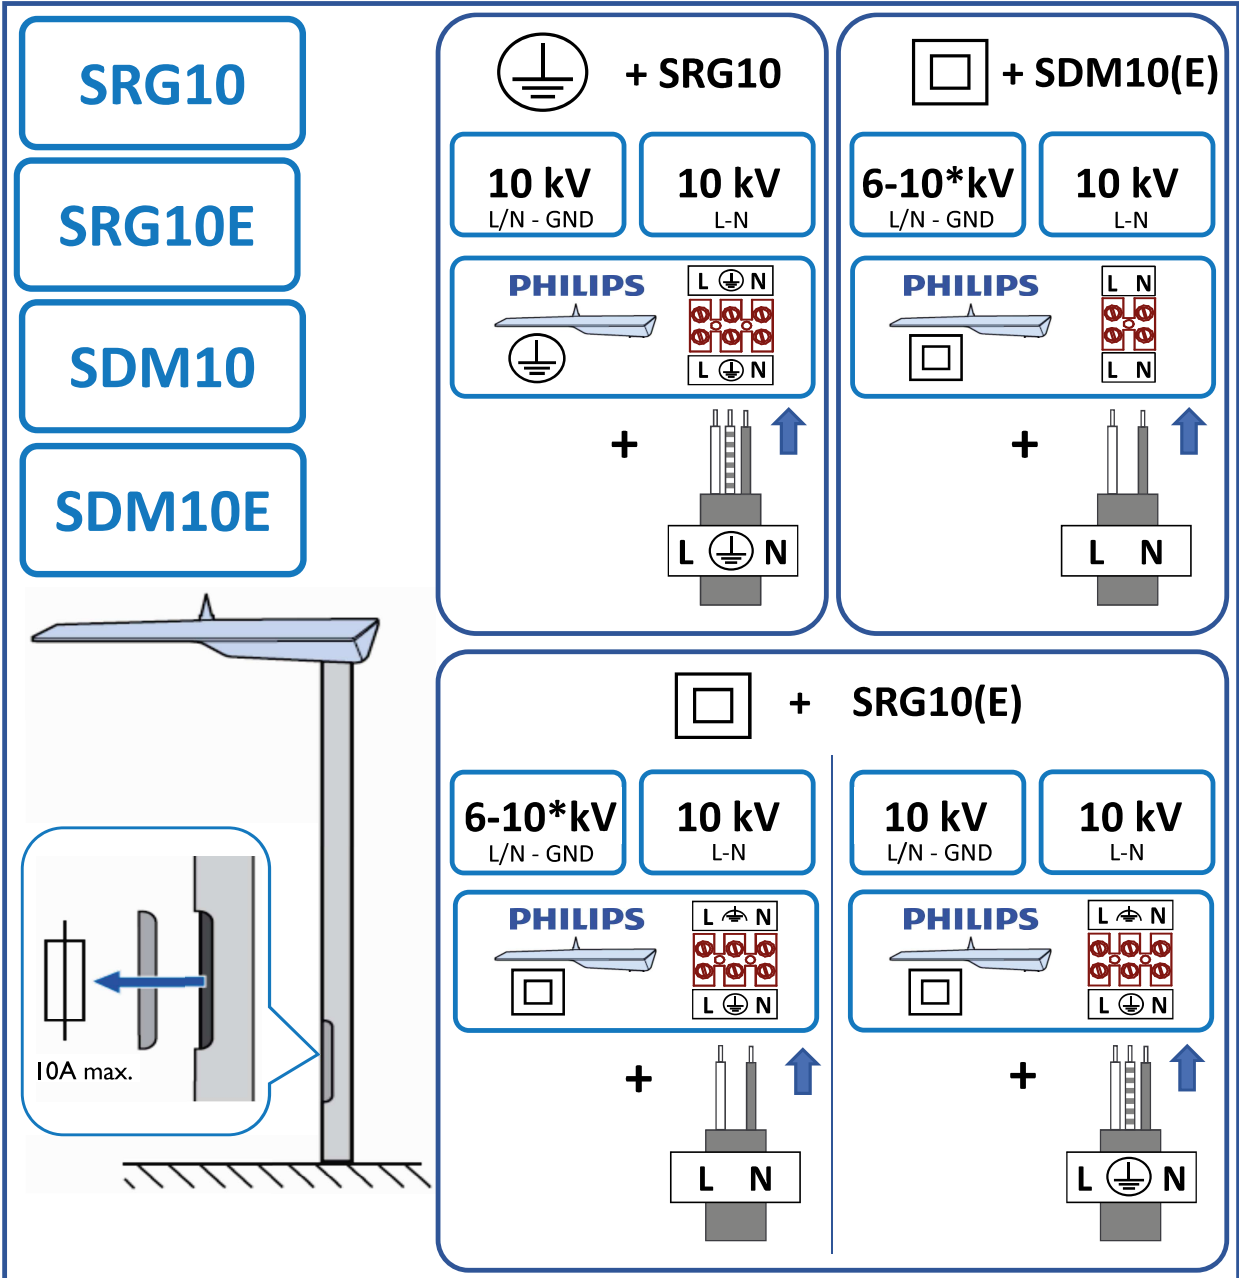 SRG10
SRG10E
SDM10
SDM10E
10A max.
+ SRG10
10 kV
L/N - GND
10 kV
L-N
PHILIPS
L N
L N
+
L N
+ SDM10(E)
6-10*kV
L/N - GND
10 kV
L-N
PHILIPS
L N
L N
+
L N
+ SRG10(E)
6-10*kV
L/N - GND
10 kV
L-N
PHILIPS
L N
L N
+
L N
10 kV
L/N - GND
10 kV
L-N
PHILIPS
L N
L N
+
L N